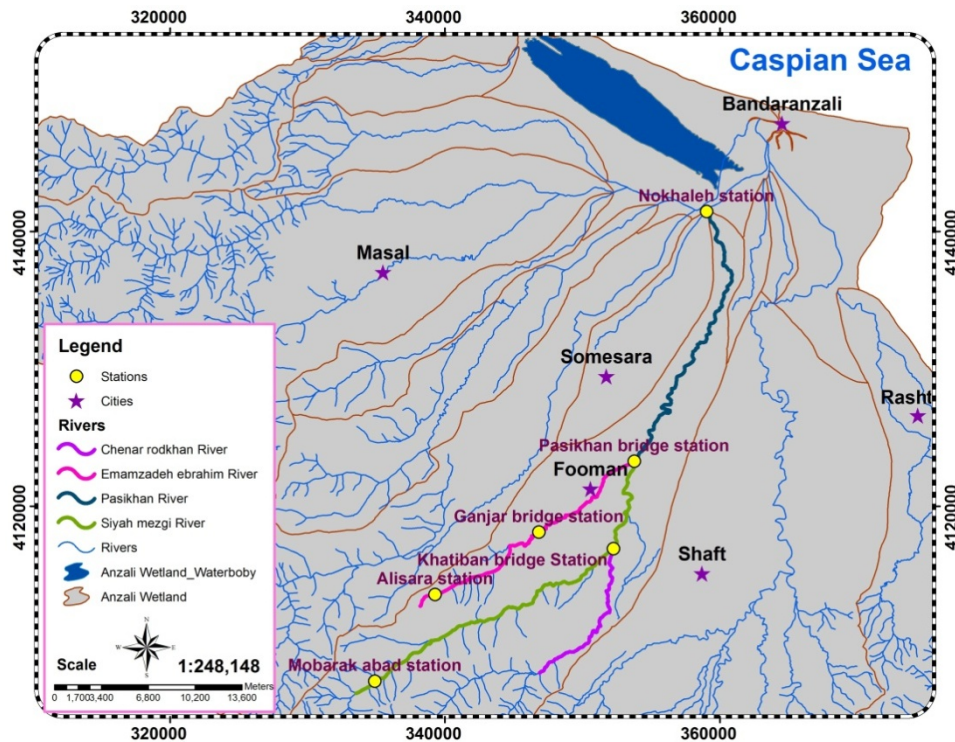 320000 340000 360000
Caspian Sea
Bandaranzali
Nokhaleh station
4140000
4140000
Masal
Somesara
Rasht
Pasikhan bridge station
Fooman
Ganjar bridge station
4120000
4120000
Khatiban bridge Station
Shaft
Alisara station
Mobarak abad station
Legend
Stations
Cities
Rivers
Chenar rodkhan River
Emamzadeh ebrahim River
Pasikhan River
Siyah mezgi River
Rivers
Anzali Wetland_Waterboby
Anzali Wetland
N
W E
S
Scale 1:248,148
Meters
0 1,7003,400 6,800 10,200 13,600
320000 340000 360000